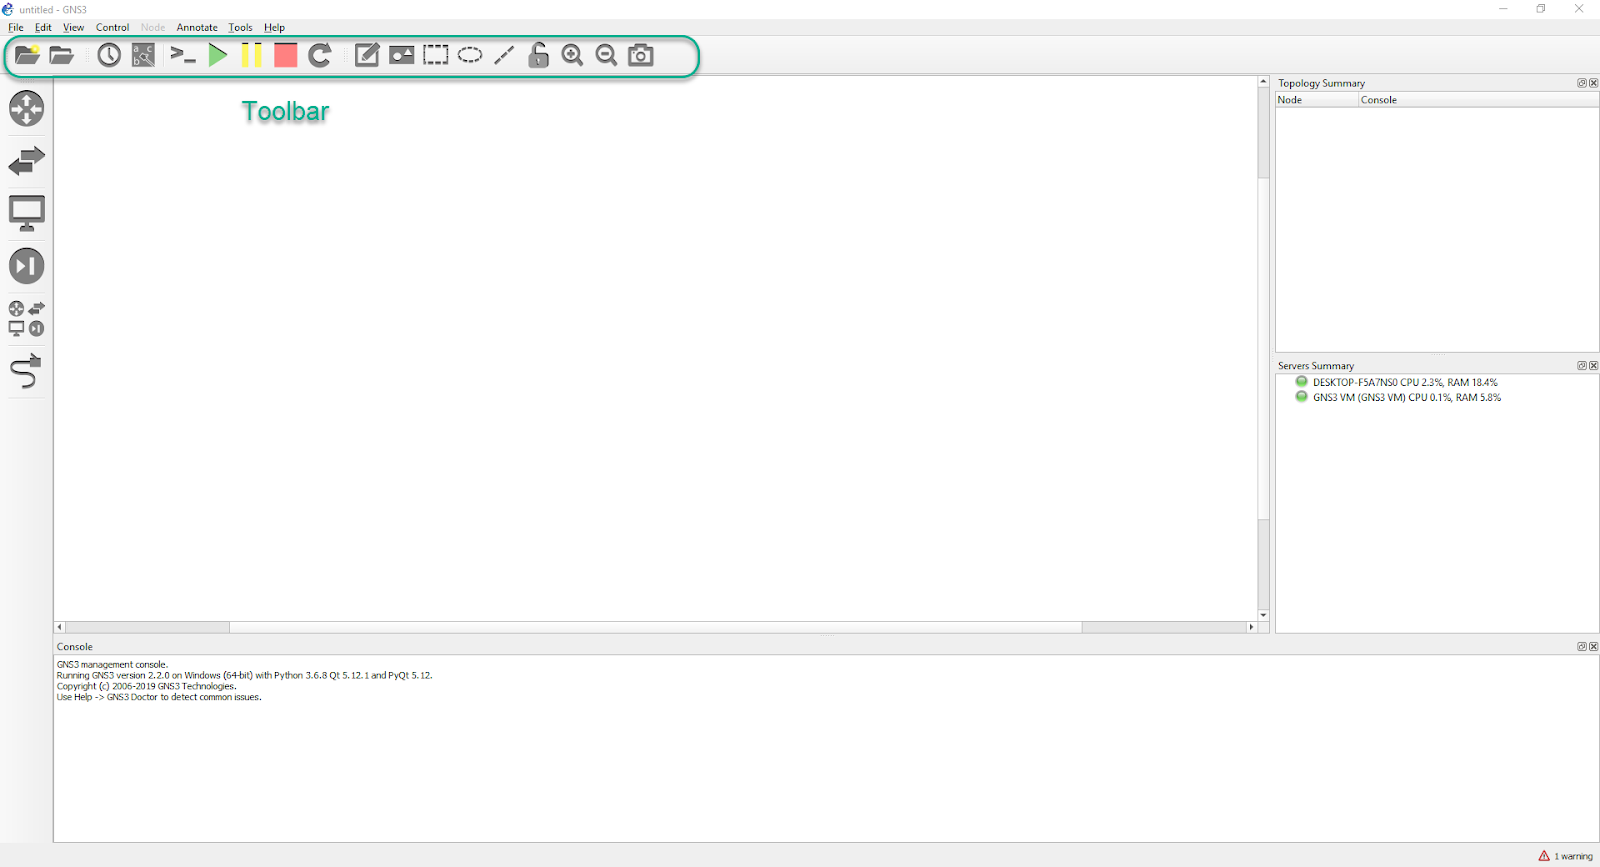 untitled - GNS3
File Edit View Control Node Annotate Tools Help
Toolbar
Topology Summary
Node Console
Servers Summary
DESKTOP-F5A7NS0 CPU 2.3%, RAM 18.4%
GNS3 VM (GNS3 VM) CPU 0.1%, RAM 5.8%
Console
GNS3 management console.
Running GNS3 version 2.2.0 on Windows (64-bit) with Python 3.6.8 Qt 5.12.1 and PyQt 5.12.
Copyright (c) 2006-2019 GNS3 Technologies.
Use Help -> GNS3 Doctor to detect common issues.
1 warning